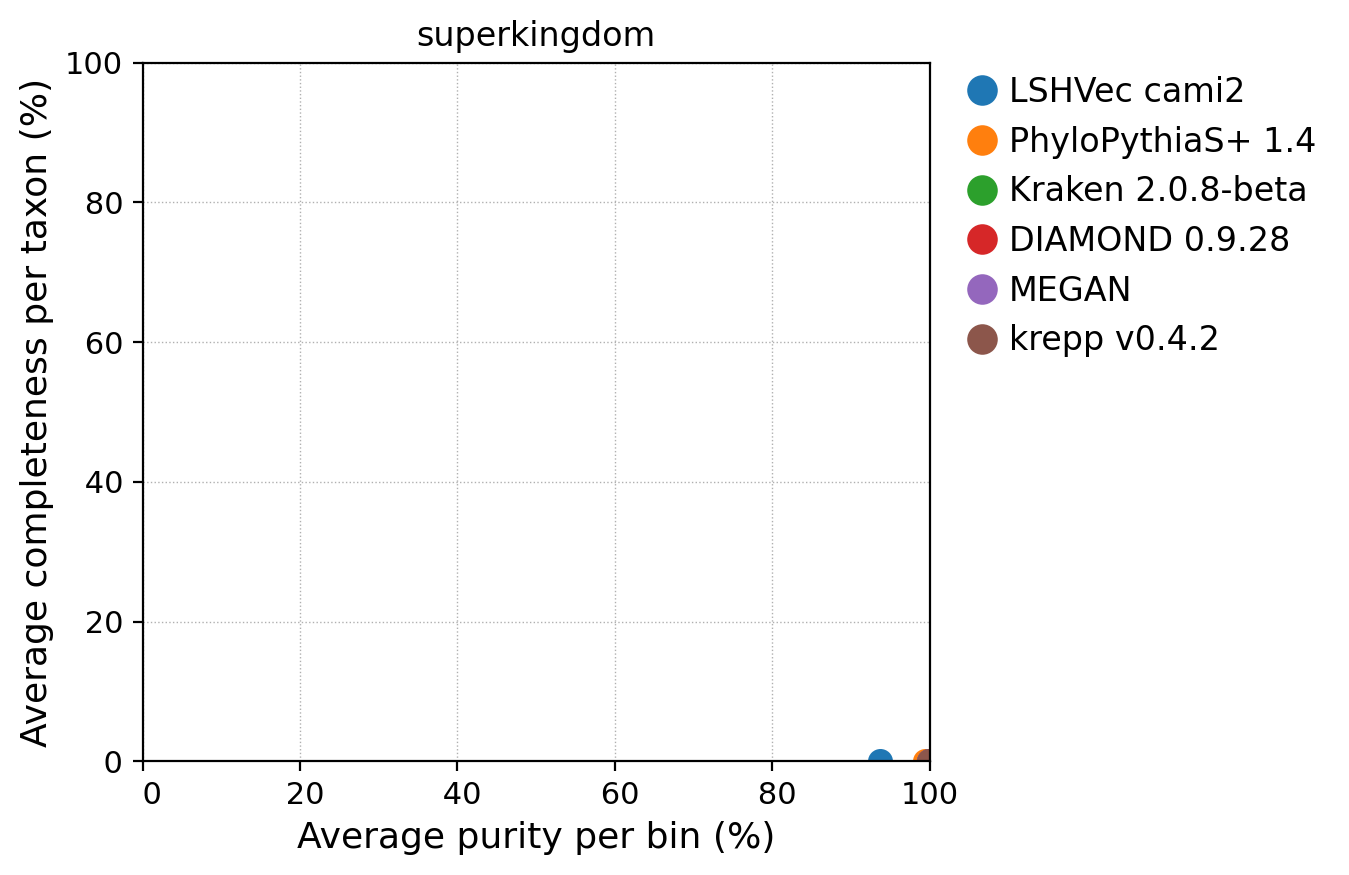 superkingdom
100
80
60
40
20
0
Average completeness per taxon (%)
0 20 40 60 80 100
Average purity per bin (%)
LSHVec cami2
PhyloPythiaS+ 1.4
Kraken 2.0.8-beta
DIAMOND 0.9.28
MEGAN
krepp v0.4.2